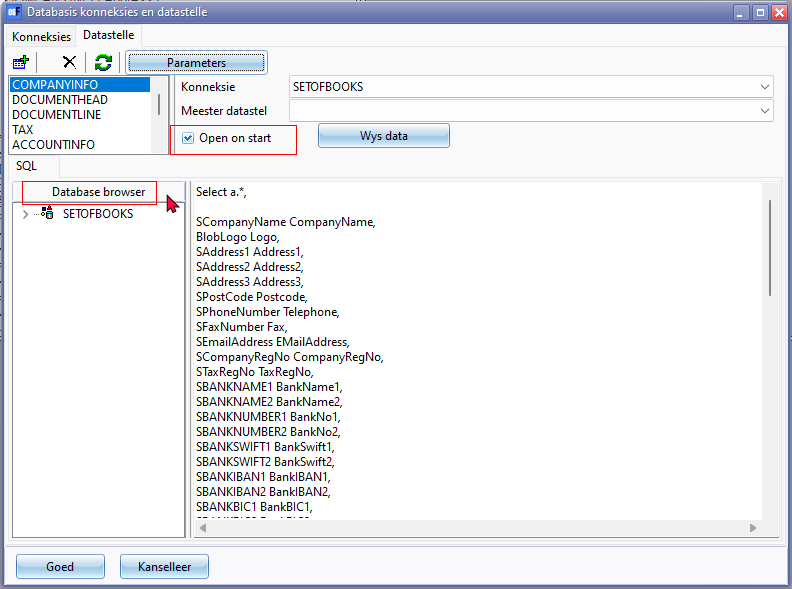 Databasis konneksies en datastelle
Konneksies
Datastelle
Parameters
COMPANYINFO
DOCUMENTHEAD
DOCUMENTLINE
TAX
ACCOUNTINFO
Konneksie
SETOFBOOKS
Meester datastel
Open on start
Wys data
SQL
Database browser
SETOFBOOKS
Select a.*,
SCompanyName CompanyName,
BlobLogo Logo,
SAddress1 Address1,
SAddress2 Address2,
SAddress3 Address3,
SPostCode Postcode,
SPhoneNumber Telephone,
SFaxNumber Fax,
SEmailAddress EMailAddress,
SCompanyRegNo CompanyRegNo,
STaxRegNo TaxRegNo,
SBANKNAME1 BankName1,
SBANKNAME2 BankName2,
SBANKNUMBER1 BankNo1,
SBANKNUMBER2 BankNo2,
SBANKSWIFT1 BankSwift1,
SBANKSWIFT2 BankSwift2,
SBANKIBAN1 BankIBAN1,
SBANKIBAN2 BankIBAN2,
SBANKBIC1 BankBIC1,
Goed
Kanselleer